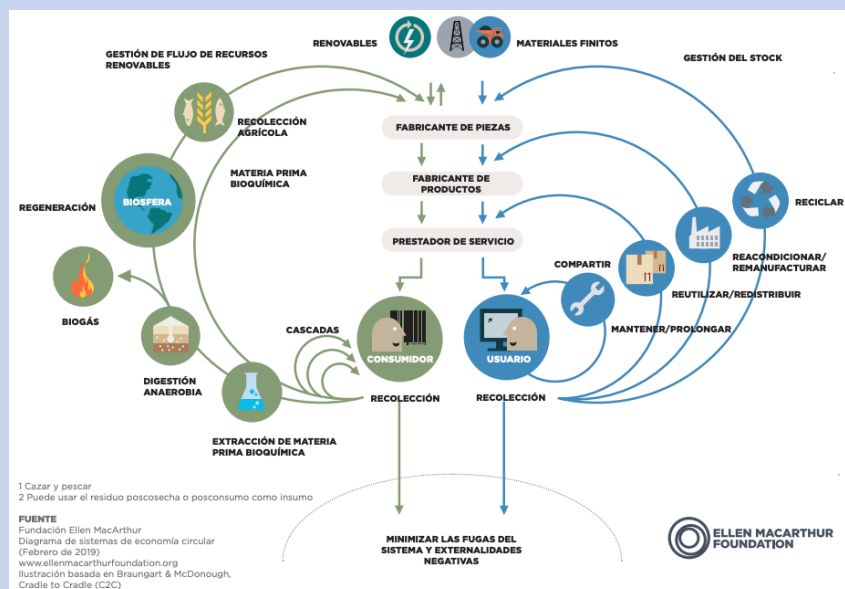 RENOVABLES
MATERIALES FINITOS
GESTIÓN DE FLUJO DE RECURSOS
RENOVABLES
GESTIÓN DEL STOCK
RECOLECCIÓN
AGRÍCOLA
FABRICANTE DE PIEZAS
MATERIA PRIMA
BIOQUÍMICA
FABRICANTE DE
PRODUCTOS
REGENERACIÓN
BIOSFERA
RECICLAR
PRESTADOR DE SERVICIO
REACONDICIONAR/
REMANUFACTURAR
COMPARTIR
REUTILIZAR/REDISTRIBUIR
BIOGÁS
CASCADAS
MANTENER/PROLONGAR
CONSUMIDOR
USUARIO
DIGESTIÓN
ANAEROBIA
RECOLECCIÓN
RECOLECCIÓN
EXTRACCIÓN DE MATERIA
PRIMA BIOQUÍMICA
1 Cazar y pescar
2 Puede usar el residuo poscosecha o posconsumo como insumo
FUENTE
Fundación Ellen MacArthur
Diagrama de sistemas de economía circular
(Febrero de 2019)
www.ellenmacarthurfoundation.org
Ilustración basada en Braungart & McDonough,
Cradle to Cradle (C2C)
MINIMIZAR LAS FUGAS DEL
SISTEMA Y EXTERNALIDADES
NEGATIVAS
ELLEN MACARTHUR
FOUNDATION